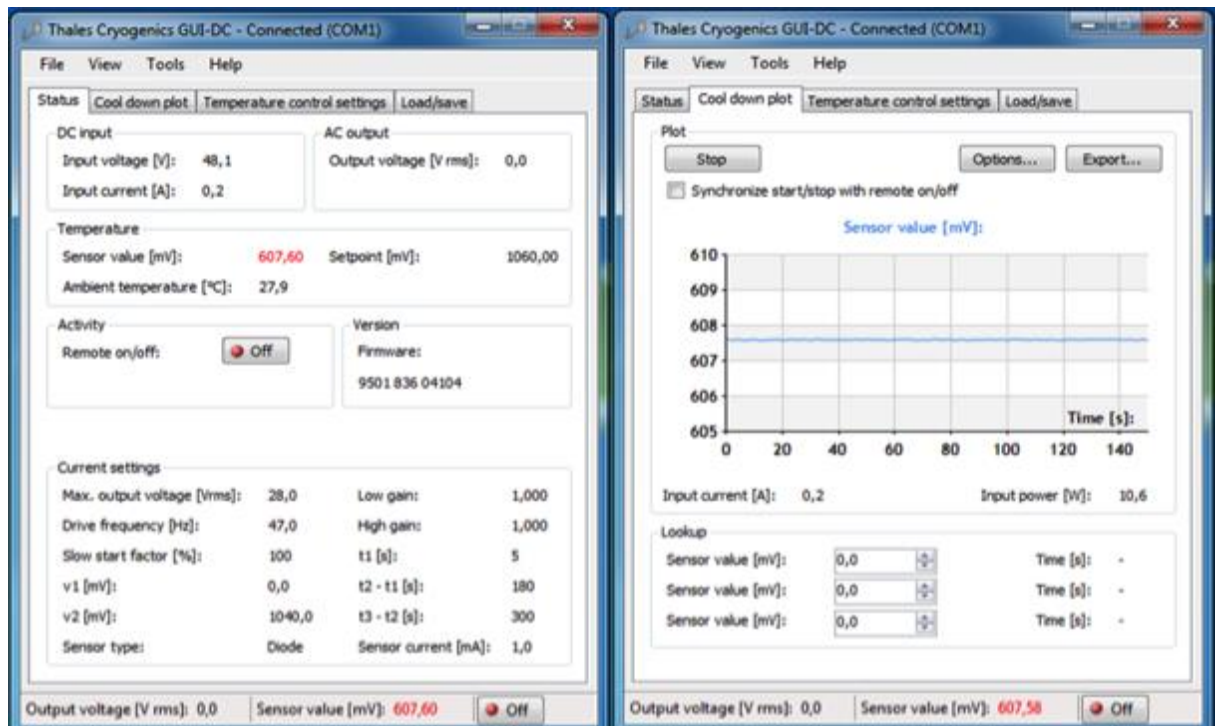 Thales Cryogenics GUI-DC - Connected (COM1)
File View Tools Help
Status Cool down plot Temperature control settings Load/save
DC input AC output
Input voltage [V]: 48,1 Output voltage [V rms]: 0,0
Input current [A]: 0,2
Temperature
Sensor value [mV]: 607,60 Setpoint [mV]: 1060,00
Ambient temperature [°C]: 27,9
Activity Version
Remote on/off: Off Firmware:
9501 836 04104
Current settings
Max. output voltage [Vrms]: 28,0 Low gain: 1,000
Drive frequency [Hz]: 47,0 High gain: 1,000
Slow start factor [%]: 100 t1 [s]: 5
v1 [mV]: 0,0 t2 - t1 [s]: 180
v2 [mV]: 1040,0 t3 - t2 [s]: 300
Sensor type: Diode Sensor current [mA]: 1,0
Output voltage [V rms]: 0,0 Sensor value [mV]: 607,60 Off
Thales Cryogenics GUI-DC - Connected (COM1)
File View Tools Help
Status Cool down plot Temperature control settings Load/save
Plot
Stop Options... Export...
Synchronize start/stop with remote on/off
Sensor value [mV]:
610
609
608
607
606
Time [s]:
605
0 20 40 60 80 100 120 140
Input current [A]: 0,2 Input power [W]: 10,6
Lookup
Sensor value [mV]: 0,0 Time [s]: -
Sensor value [mV]: 0,0 Time [s]: -
Sensor value [mV]: 0,0 Time [s]: -
Output voltage [V rms]: 0,0 Sensor value [mV]: 607,58 Off